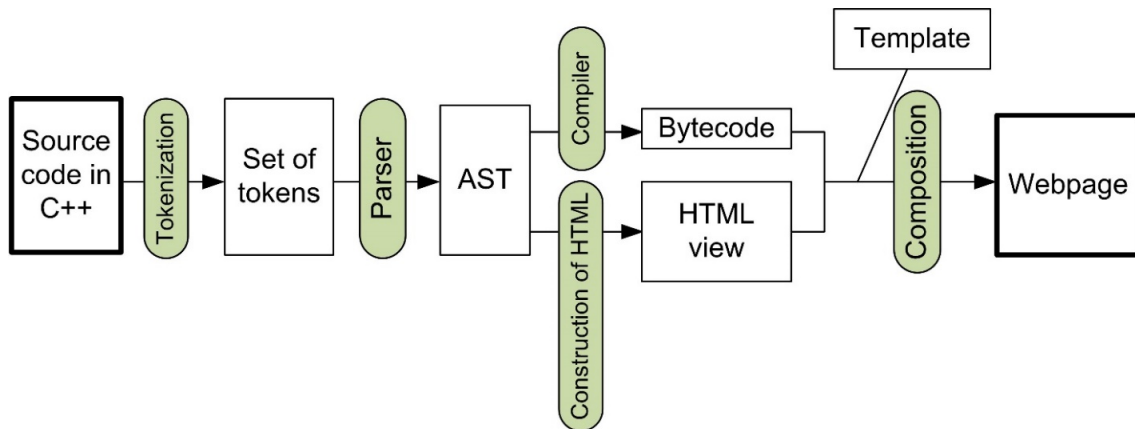 Template
Source
code in
C++
Tokenization
Set of
tokens
Parser
AST
Compiler
Bytecode
Construction of HTML
HTML
view
Composition
Webpage